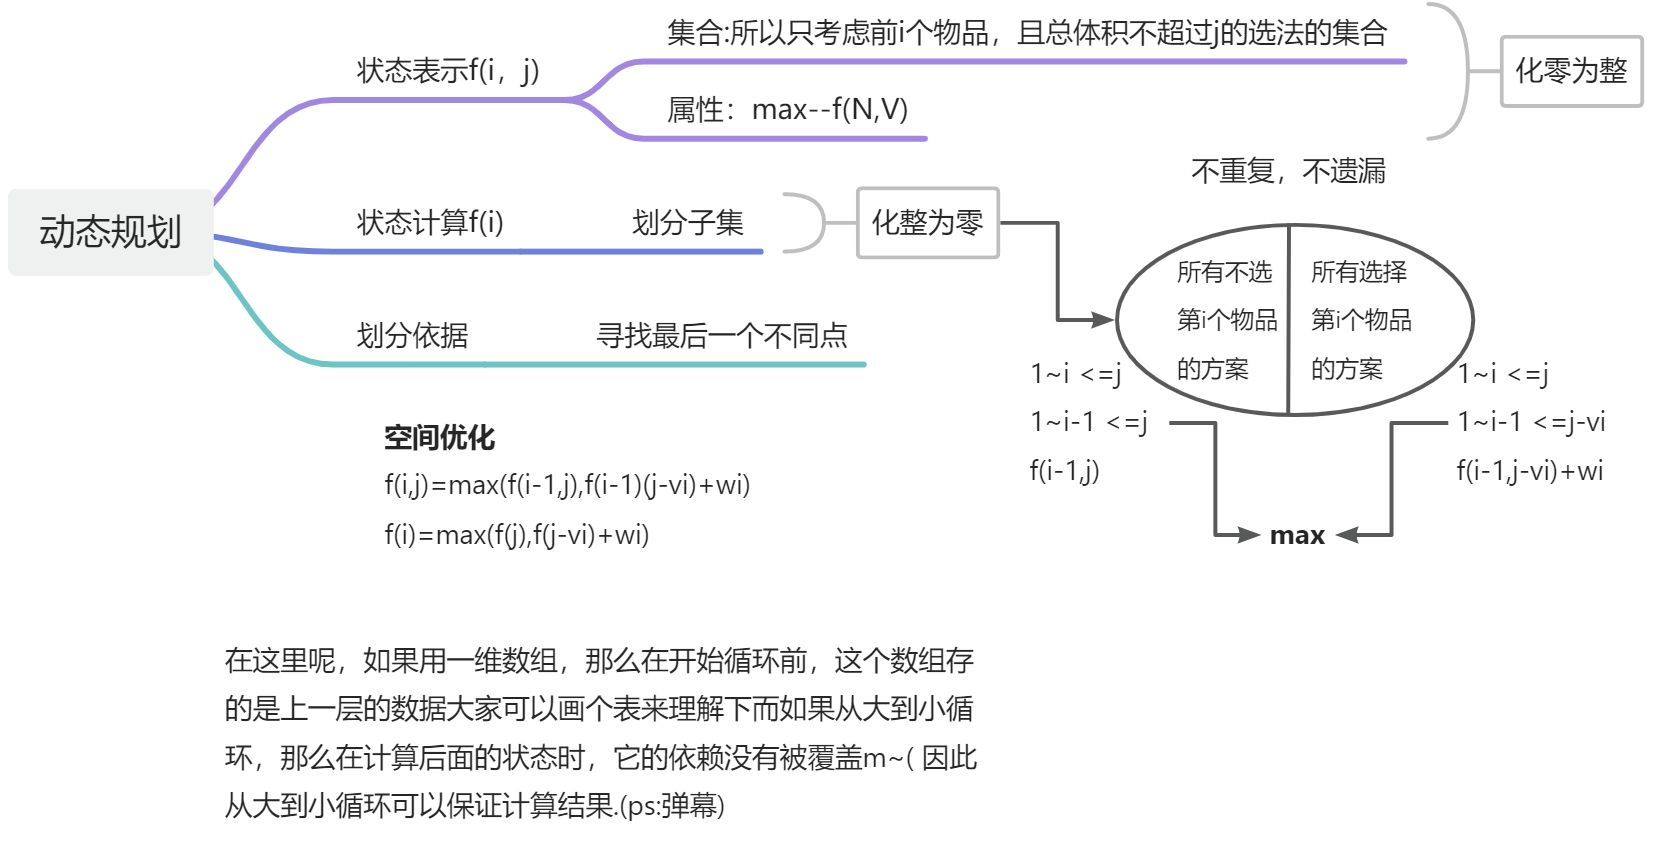 动态规划
状态表示f(i，j)
集合:所以只考虑前i个物品，且总体积不超过j的选法的集合
属性：max--f(N,V)
化零为整
状态计算f(i)
划分子集
化整为零
划分依据
寻找最后一个不同点
不重复，不遗漏
所有不选
第i个物品
的方案
所有选择
第i个物品
的方案
1~i <=j
1~i-1 <=j
f(i-1,j)
1~i <=j
1~i-1 <=j-vi
f(i-1,j-vi)+wi
max
空间优化
f(i,j)=max(f(i-1,j),f(i-1)(j-vi)+wi)
f(i)=max(f(j),f(j-vi)+wi)
在这里呢，如果用一维数组，那么在开始循环前，这个数组存
的是上一层的数据大家可以画个表来理解下而如果从大到小循
环，那么在计算后面的状态时，它的依赖没有被覆盖m~( 因此
从大到小循环可以保证计算结果.(ps:弹幕)